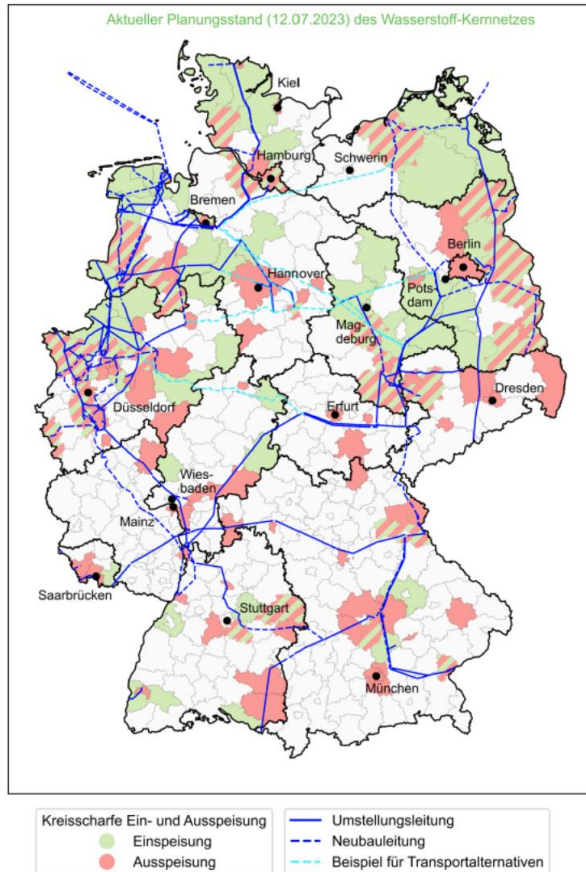 Aktueller Planungsstand (12.07.2023) des Wasserstoff-Kernnetzes
Kiel
Hamburg
Schwerin
Bremen
Berlin
Hannover
Pots-
dam
Mag-
deburg
Düsseldorf
Erfurt
Dresden
Wies-
baden
Mainz
Saarbrücken
Stuttgart
München
Kreisscharfe Ein- und Ausspeisung
Einspeisung
Ausspeisung
Umstellungsleitung
Neubauleitung
Beispiel für Transportalternativen